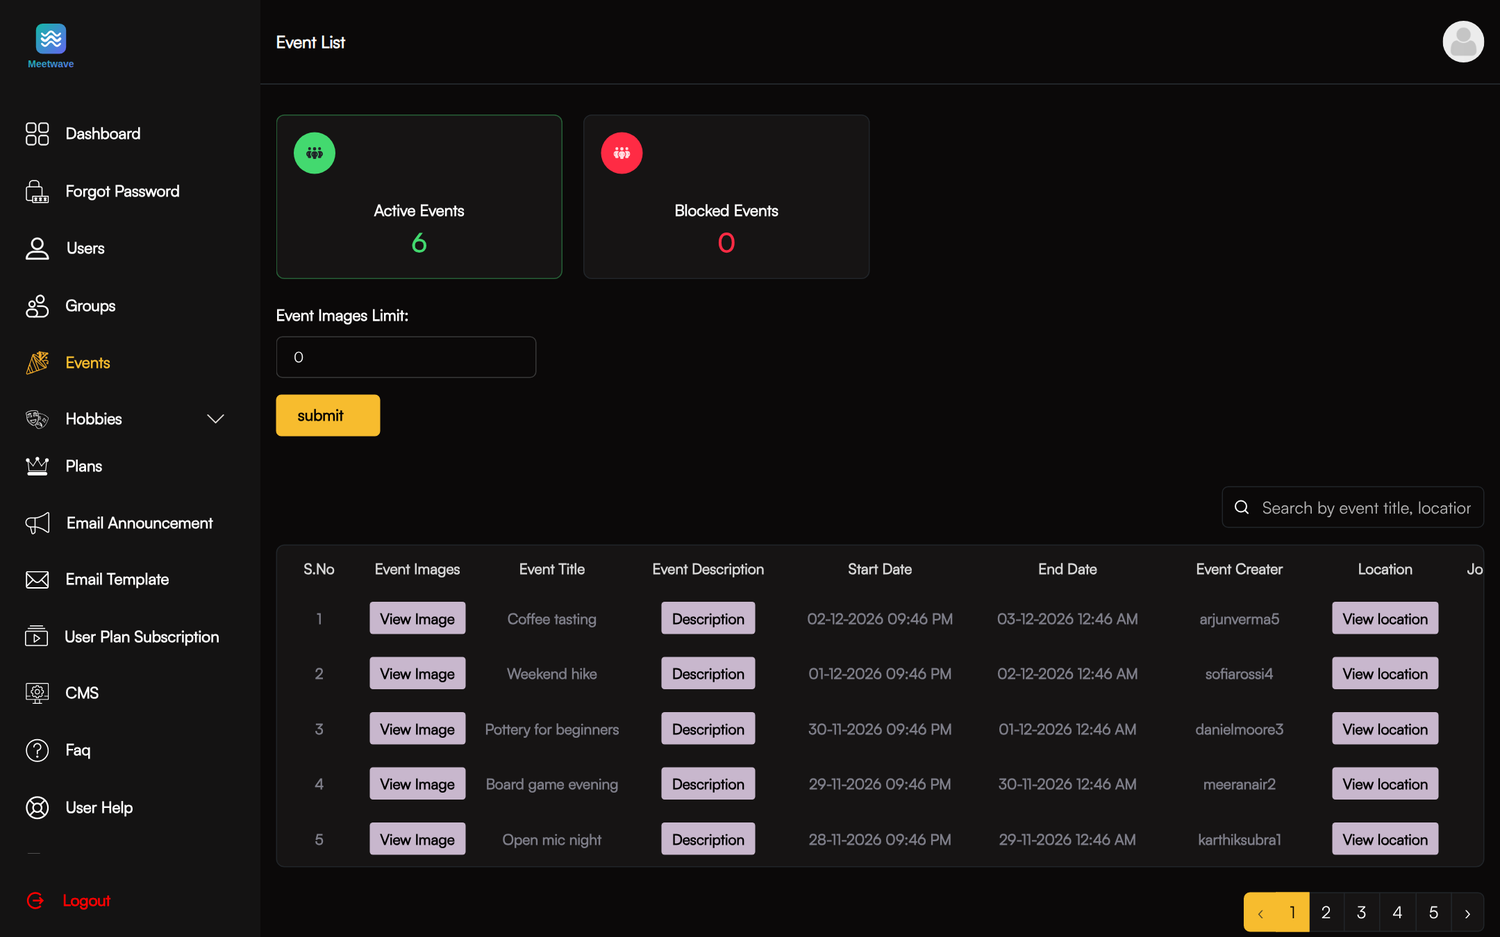 Meetwave
Event List
Dashboard
Forgot Password
Users
Groups
Events
Hobbies
Plans
Email Announcement
Email Template
User Plan Subscription
CMS
Faq
User Help
Logout
Active Events
6
Blocked Events
0
Event Images Limit:
0
submit
Search by event title, location
S.No Event Images Event Title Event Description Start Date End Date Event Creater Location Jo
1 View Image Coffee tasting Description 02-12-2026 09:46 PM 03-12-2026 12:46 AM arjunverma5 View location
2 View Image Weekend hike Description 01-12-2026 09:46 PM 02-12-2026 12:46 AM sofiarossi4 View location
3 View Image Pottery for beginners Description 30-11-2026 09:46 PM 01-12-2026 12:46 AM danielmoore3 View location
4 View Image Board game evening Description 29-11-2026 09:46 PM 30-11-2026 12:46 AM meeranair2 View location
5 View Image Open mic night Description 28-11-2026 09:46 PM 29-11-2026 12:46 AM karthiksubra1 View location
‹ 1 2 3 4 5 ›